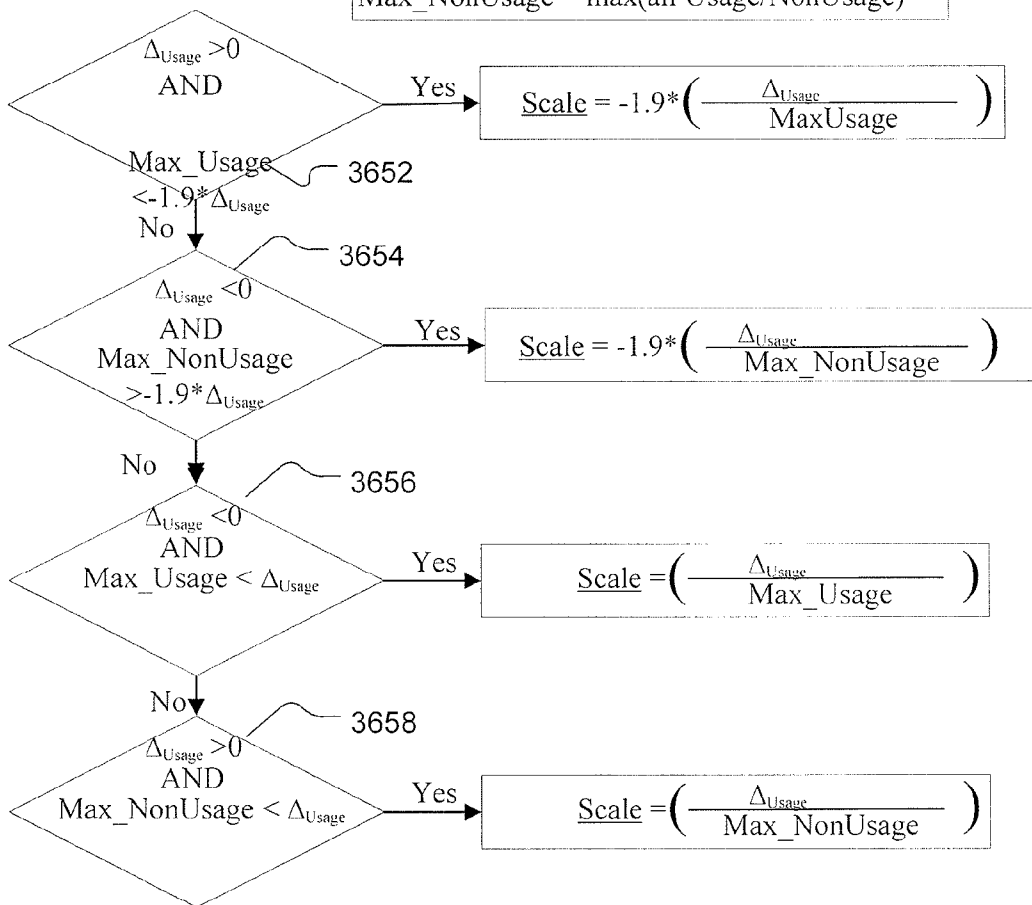 Max_NonUsage max(all Usage/NonUsage)
Δ_Usage >0
AND
Max_Usage
<-1.9* Δ_Usage
Yes
Scale = -1.9*( Δ_Usage / MaxUsage )
3652
No
3654
Δ_Usage <0
AND
Max_NonUsage
>-1.9* Δ_Usage
Yes
Scale = -1.9*( Δ_Usage / Max_NonUsage )
No
3656
Δ_Usage <0
AND
Max_Usage < Δ_Usage
Yes
Scale =( Δ_Usage / Max_Usage )
No
3658
Δ_Usage >0
AND
Max_NonUsage < Δ_Usage
Yes
Scale =( Δ_Usage / Max_NonUsage )